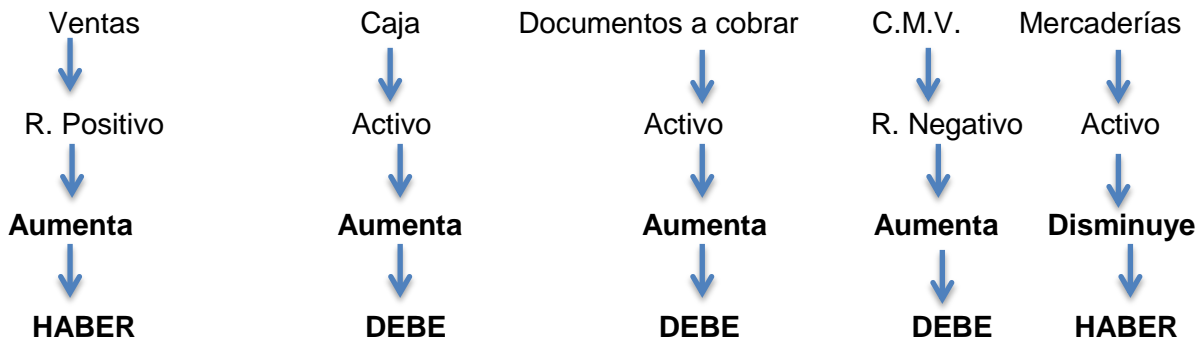 Ventas Caja Documentos a cobrar C.M.V. Mercaderías
R. Positivo Activo Activo R. Negativo Activo
Aumenta Aumenta Aumenta Aumenta Disminuye
HABER DEBE DEBE DEBE HABER